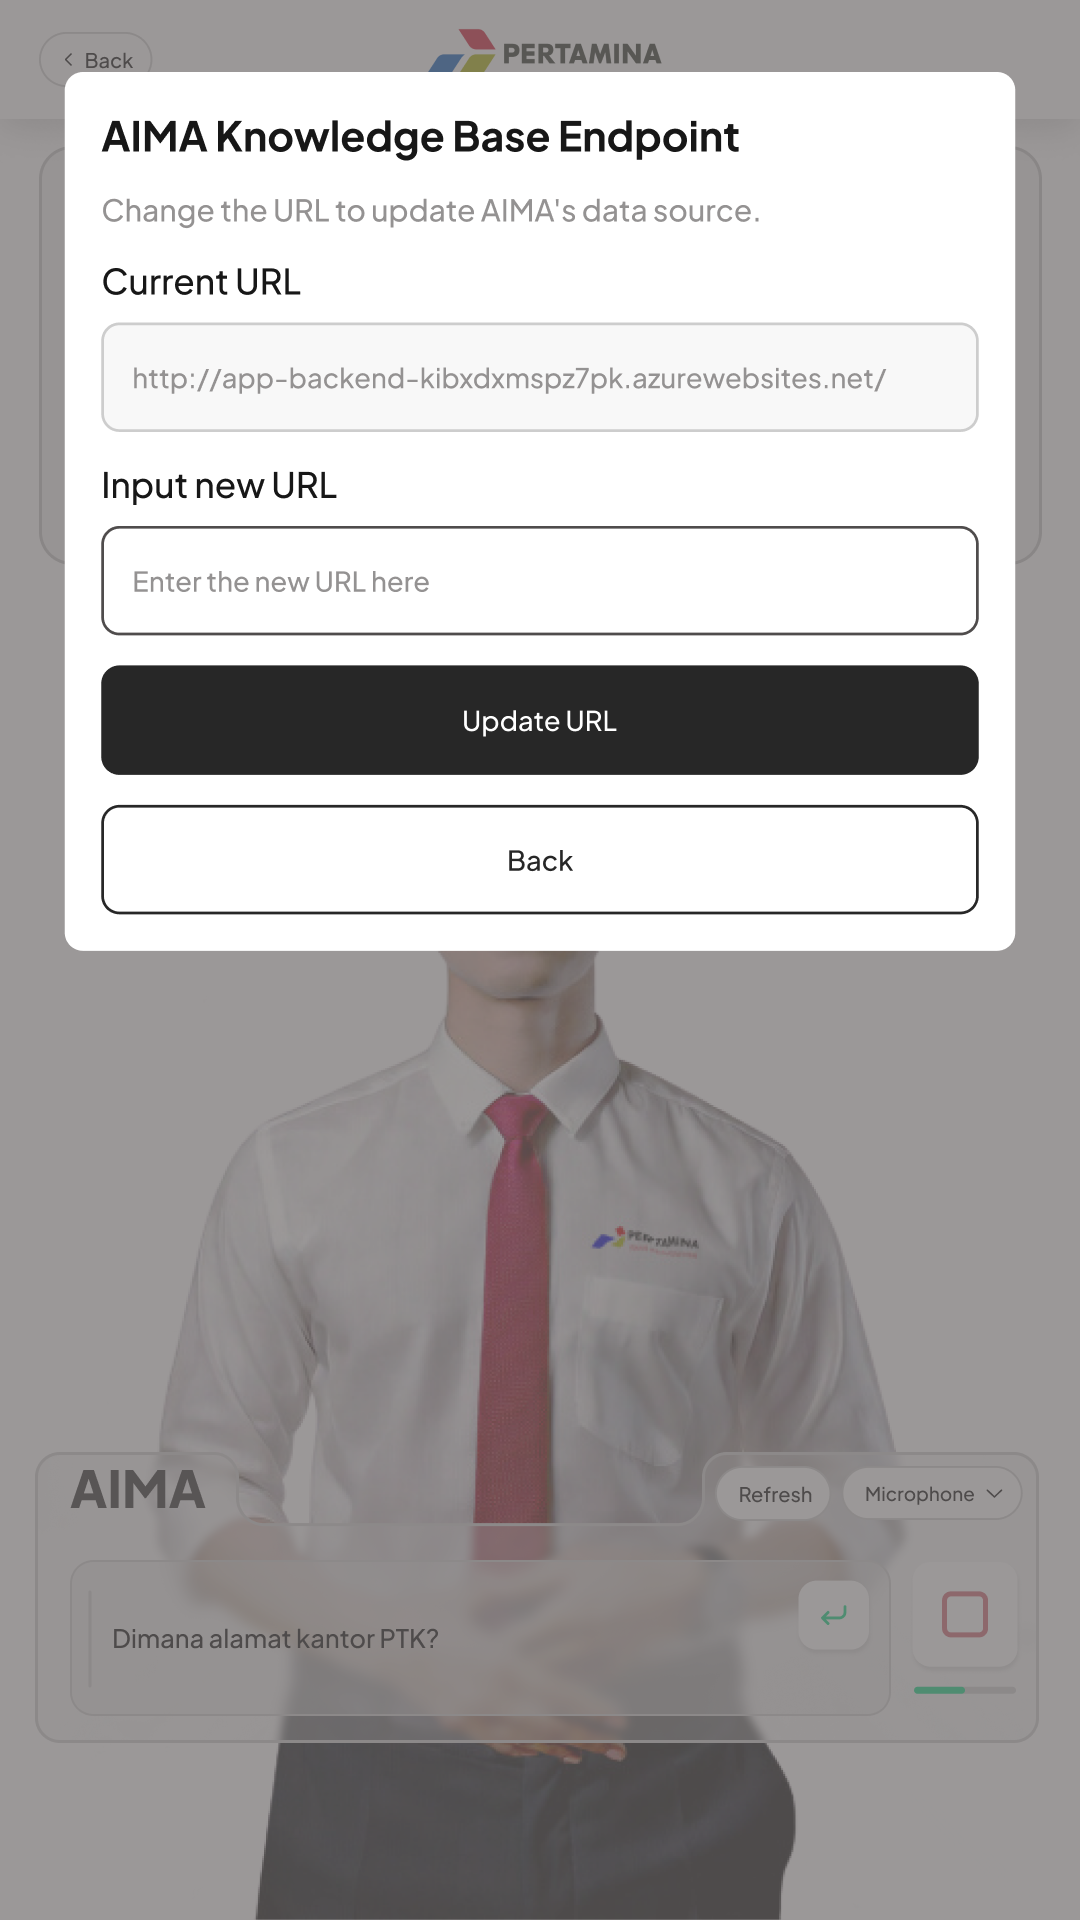 Back
PERTAMINA
AIMA Knowledge Base Endpoint
Change the URL to update AIMA's data source.
Current URL
http://app-backend-kibxdxmspz7pk.azurewebsites.net/
Input new URL
Enter the new URL here
Update URL
Back
PERTAMINA
AIMA
Refresh
Microphone
Dimana alamat kantor PTK?